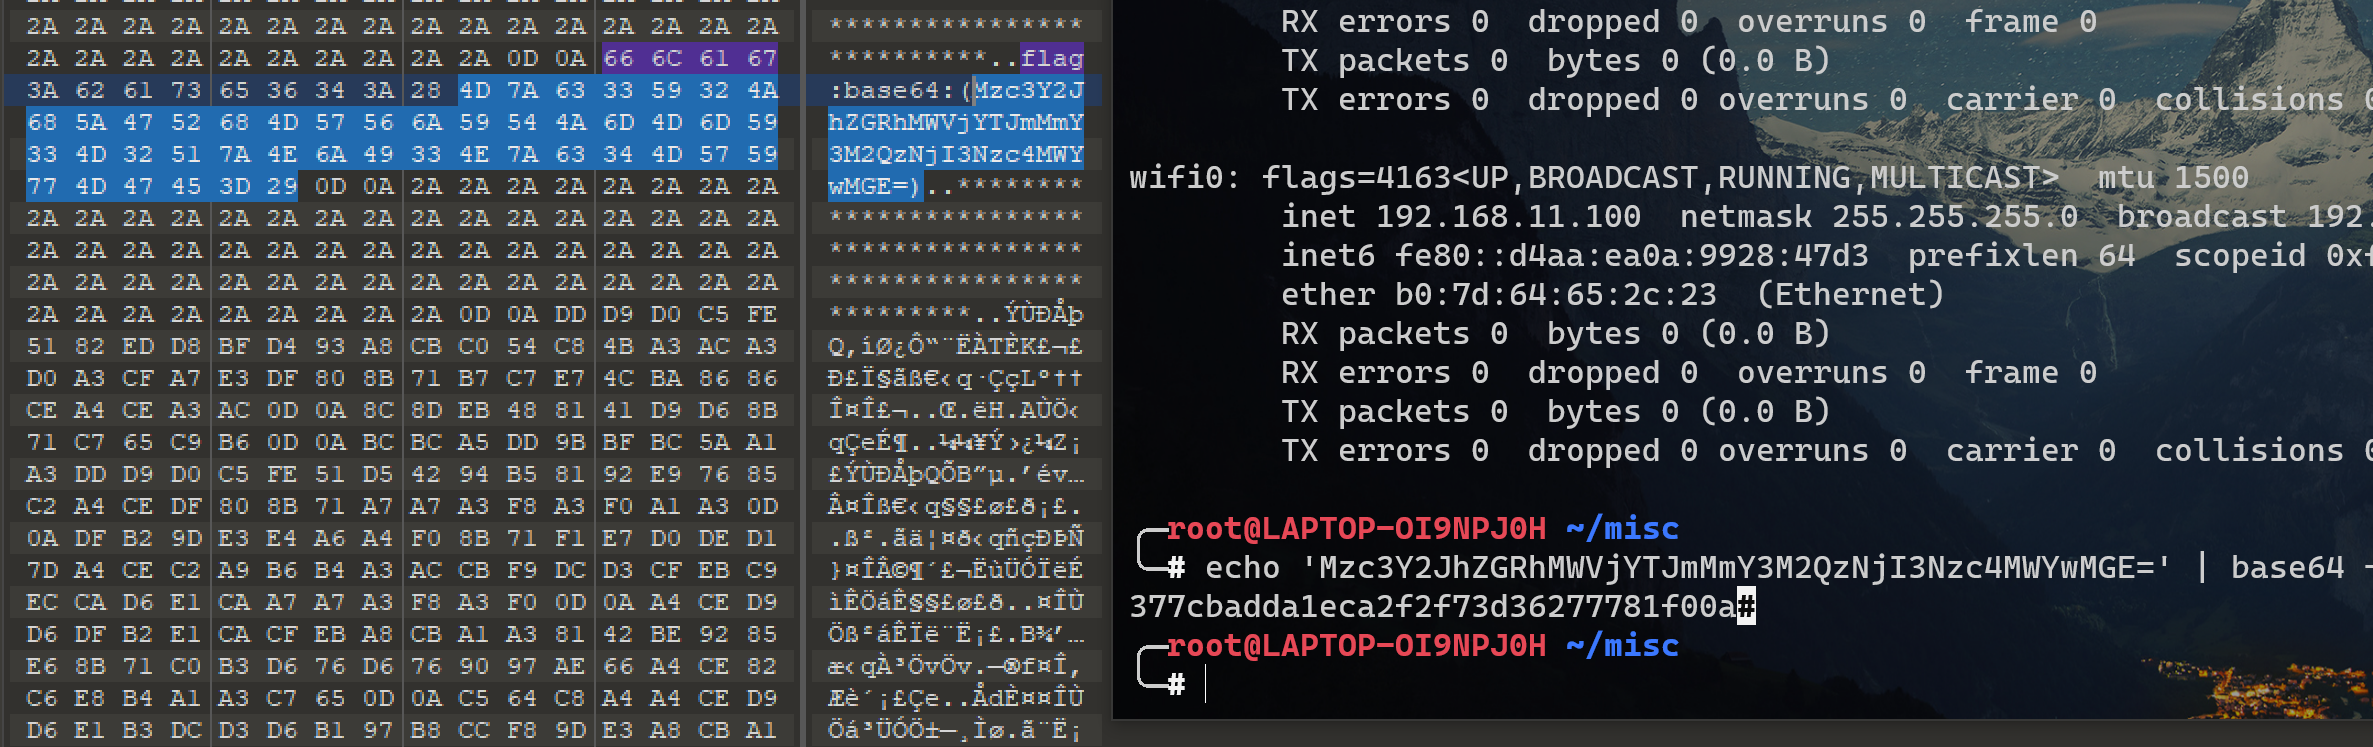 2A 2A 2A 2A 2A 2A 2A 2A 2A 2A 2A 2A 2A 2A 2A 2A ****************
2A 2A 2A 2A 2A 2A 2A 2A 2A 2A 0D 0A 66 6C 61 67 **********..flag
3A 62 61 73 65 36 34 3A 28 4D 7A 63 33 59 32 4A :base64:(Mzc3Y2J
68 5A 47 52 68 4D 57 56 6A 59 54 4A 6D 4D 6D 59 hZGRhMWVjYTJmMmY
33 4D 32 51 7A 4E 6A 49 33 4E 7A 63 34 4D 57 59 3M2QzNjI3Nzc4MWY
77 4D 47 45 3D 29 0D 0A 2A 2A 2A 2A 2A 2A 2A 2A wMGE=)..********
2A 2A 2A 2A 2A 2A 2A 2A 2A 2A 2A 2A 2A 2A 2A 2A ****************
2A 2A 2A 2A 2A 2A 2A 2A 2A 2A 2A 2A 2A 2A 2A 2A ****************
2A 2A 2A 2A 2A 2A 2A 2A 2A 2A 2A 2A 2A 2A 2A 2A ****************
2A 2A 2A 2A 2A 2A 2A 2A 2A 0D 0A DD D9 D0 C5 FE *********..ÝÙÐÅþ
51 82 ED D8 BF D4 93 A8 CB C0 54 C8 4B A3 AC A3 Q‚íØ¿Ô“¨ËÀTÈK£¬£
D0 A3 CF A7 E3 DF 80 8B 71 B7 C7 E7 4C BA 86 86 Ð£Ï§ãß€‹q·ÇçLº††
CE A4 CE A3 AC 0D 0A 8C 8D EB 48 81 41 D9 D6 8B Î¤Î£¬..Œ.ëH.AÙÖ‹
71 C7 65 C9 B6 0D 0A BC BC A5 DD 9B BF BC 5A A1 qÇeÉ¶..¼¼¥Ý›¿¼Z¡
A3 DD D9 D0 C5 FE 51 D5 42 94 B5 81 92 E9 76 85 £ÝÙÐÅþQÕB”µ.’év…
C2 A4 CE DF 80 8B 71 A7 A7 A3 F8 A3 F0 A1 A3 0D Â¤Îß€‹q§§£ø£ð¡£.
0A DF B2 9D E3 E4 A6 A4 F0 8B 71 F1 E7 D0 DE D1 .ß².ãä¦¤ð‹qñçÐÞÑ
7D A4 CE C2 A9 B6 B4 A3 AC CB F9 DC D3 CF EB C9 }¤ÎÂ©¶´£¬ËùÜÓÏëÉ
EC CA D6 E1 CA A7 A7 A3 F8 A3 F0 0D 0A A4 CE D9 ìÊÖáÊ§§£ø£ð..¤ÎÙ
D6 DF B2 E1 CA CF EB A8 CB A1 A3 81 42 BE 92 85 Öß²áÊÏë¨Ë¡£.B¾’…
E6 8B 71 C0 B3 D6 76 D6 76 90 97 AE 66 A4 CE 82 æ‹qÀ³ÖvÖv.—®f¤Î‚
C6 E8 B4 A1 A3 C7 65 0D 0A C5 64 C8 A4 A4 CE D9 Æè´¡£Çe..ÅdÈ¤¤ÎÙ
D6 E1 B3 DC D3 D6 B1 97 B8 CC F8 9D E3 A8 CB A1 Öá³ÜÓÖ±—¸Ìø.ã¨Ë¡
RX errors 0  dropped 0  overruns 0  frame 0
TX packets 0  bytes 0 (0.0 B)
TX errors 0  dropped 0 overruns 0  carrier 0  collisions 0
wifi0: flags=4163<UP,BROADCAST,RUNNING,MULTICAST>  mtu 1500
inet 192.168.11.100  netmask 255.255.255.0  broadcast 192.
inet6 fe80::d4aa:ea0a:9928:47d3  prefixlen 64  scopeid 0xf
ether b0:7d:64:65:2c:23  (Ethernet)
RX packets 0  bytes 0 (0.0 B)
RX errors 0  dropped 0  overruns 0  frame 0
TX packets 0  bytes 0 (0.0 B)
TX errors 0  dropped 0 overruns 0  carrier 0  collisions 0
root@LAPTOP-OI9NPJ0H ~/misc
# echo 'Mzc3Y2JhZGRhMWVjYTJmMmY3M2QzNjI3Nzc4MWYwMGE=' | base64 -
377cbadda1eca2f2f73d36277781f00a#
root@LAPTOP-OI9NPJ0H ~/misc
#